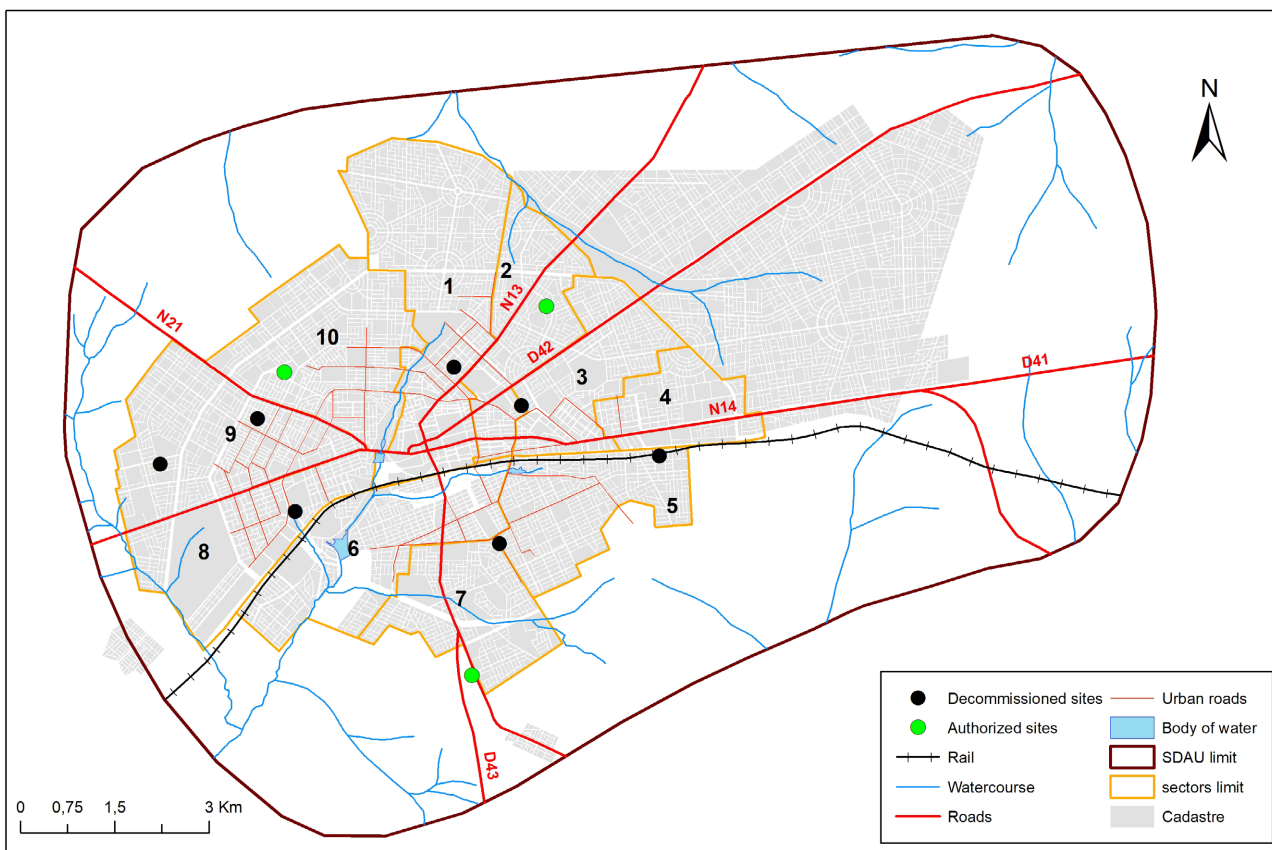 N
1
2
N13
N21
10
D42
3
D41
4
N14
9
5
6
8
7
D43
0 0,75 1,5 3 Km
Decommissioned sites
Authorized sites
Rail
Watercourse
Roads
Urban roads
Body of water
SDAU limit
sectors limit
Cadastre